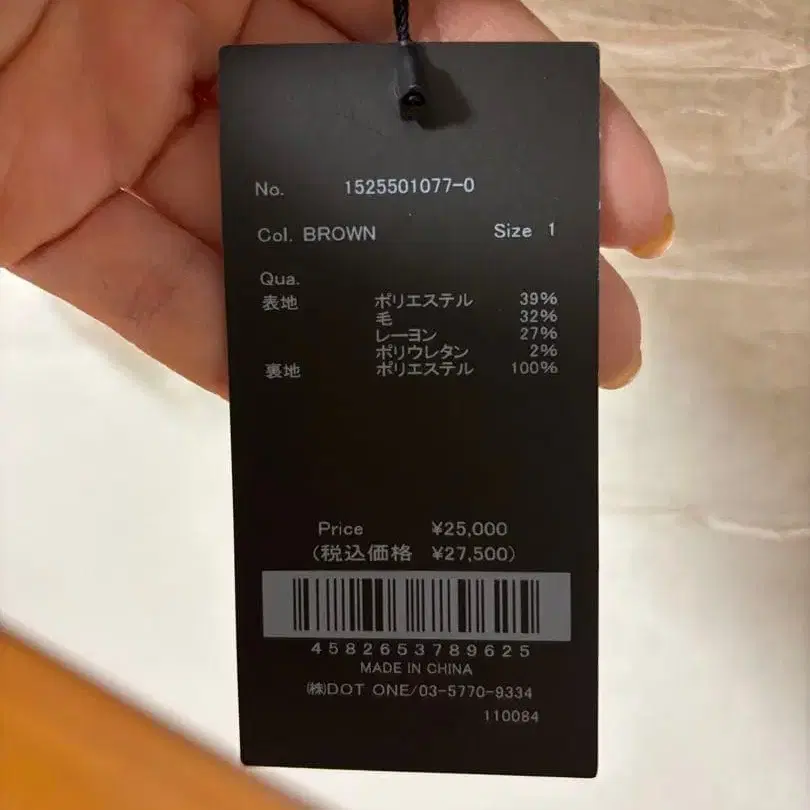 No. 1525501077-0
Col. BROWN Size 1
Qua.
表地 ポリエステル 39%
毛 32%
レーヨン 27%
ポリウレタン 2%
裏地 ポリエステル 100%
Price ¥25,000
(税込価格 ¥27,500)
4582653789625
MADE IN CHINA
㈱DOT ONE/03-5770-9334
110084